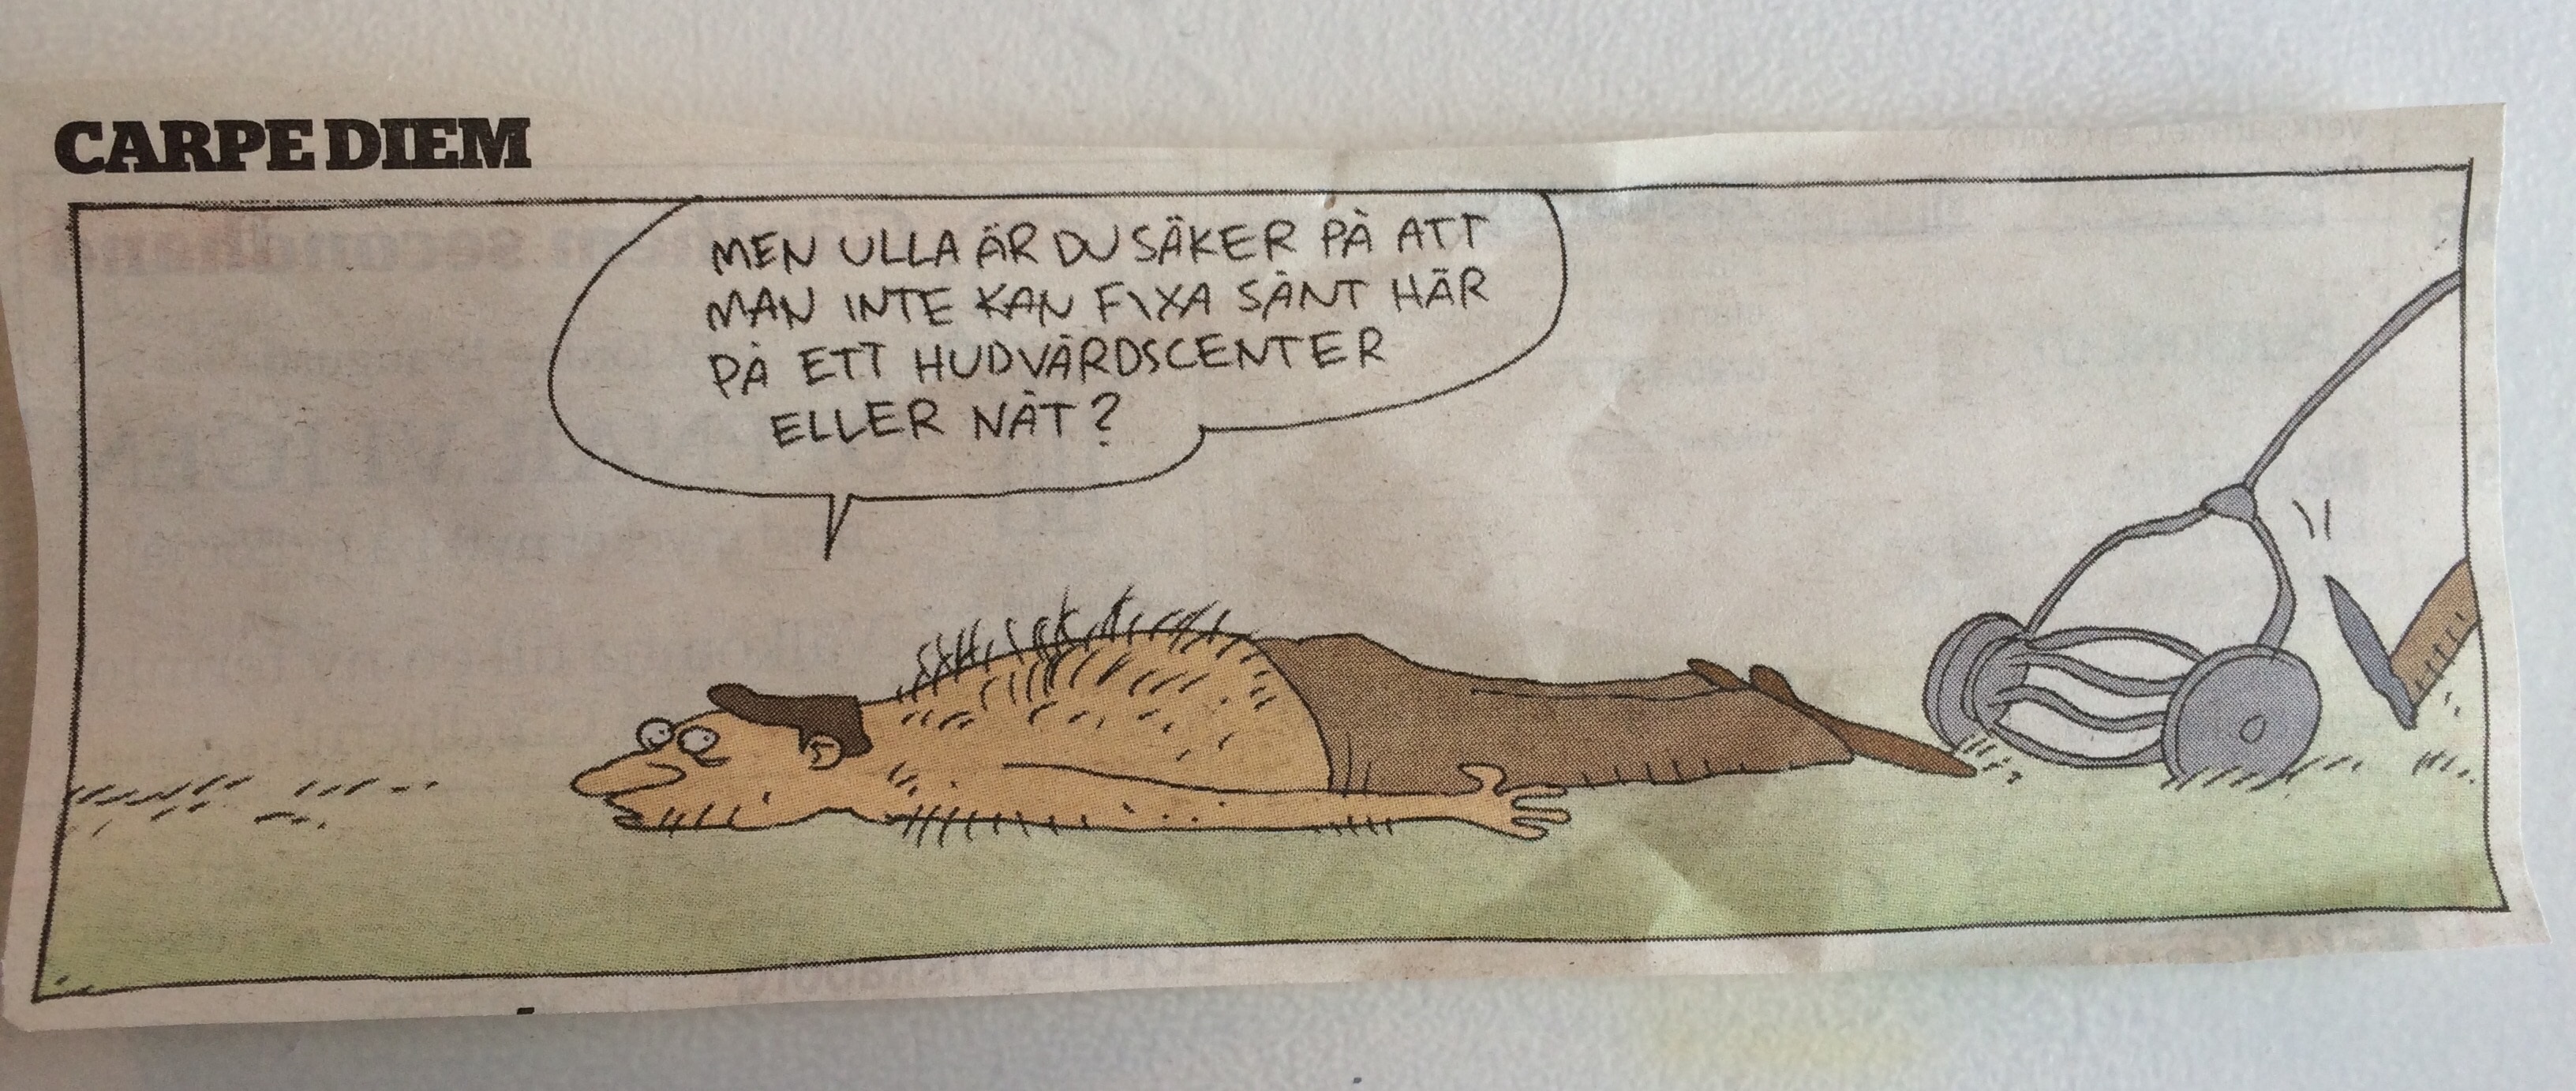 CARPE DIEM
MEN ULLA ÄR DU SÄKER PÅ ATT
MAN INTE KAN FIXA SÅNT HÄR
PÅ ETT HUDVÅRDSCENTER
ELLER NÅT?